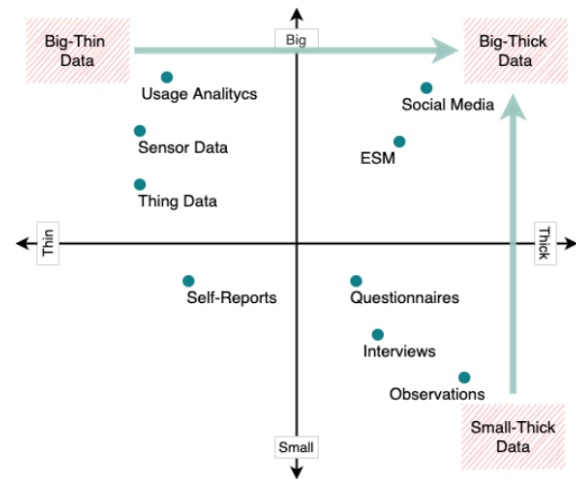 Big-Thin
Data
Big
Big-Thick
Data
Usage Analitycs
Social Media
Sensor Data
ESM
Thing Data
Thin
Thick
Self-Reports
Questionnaires
Interviews
Observations
Small-Thick
Data
Small